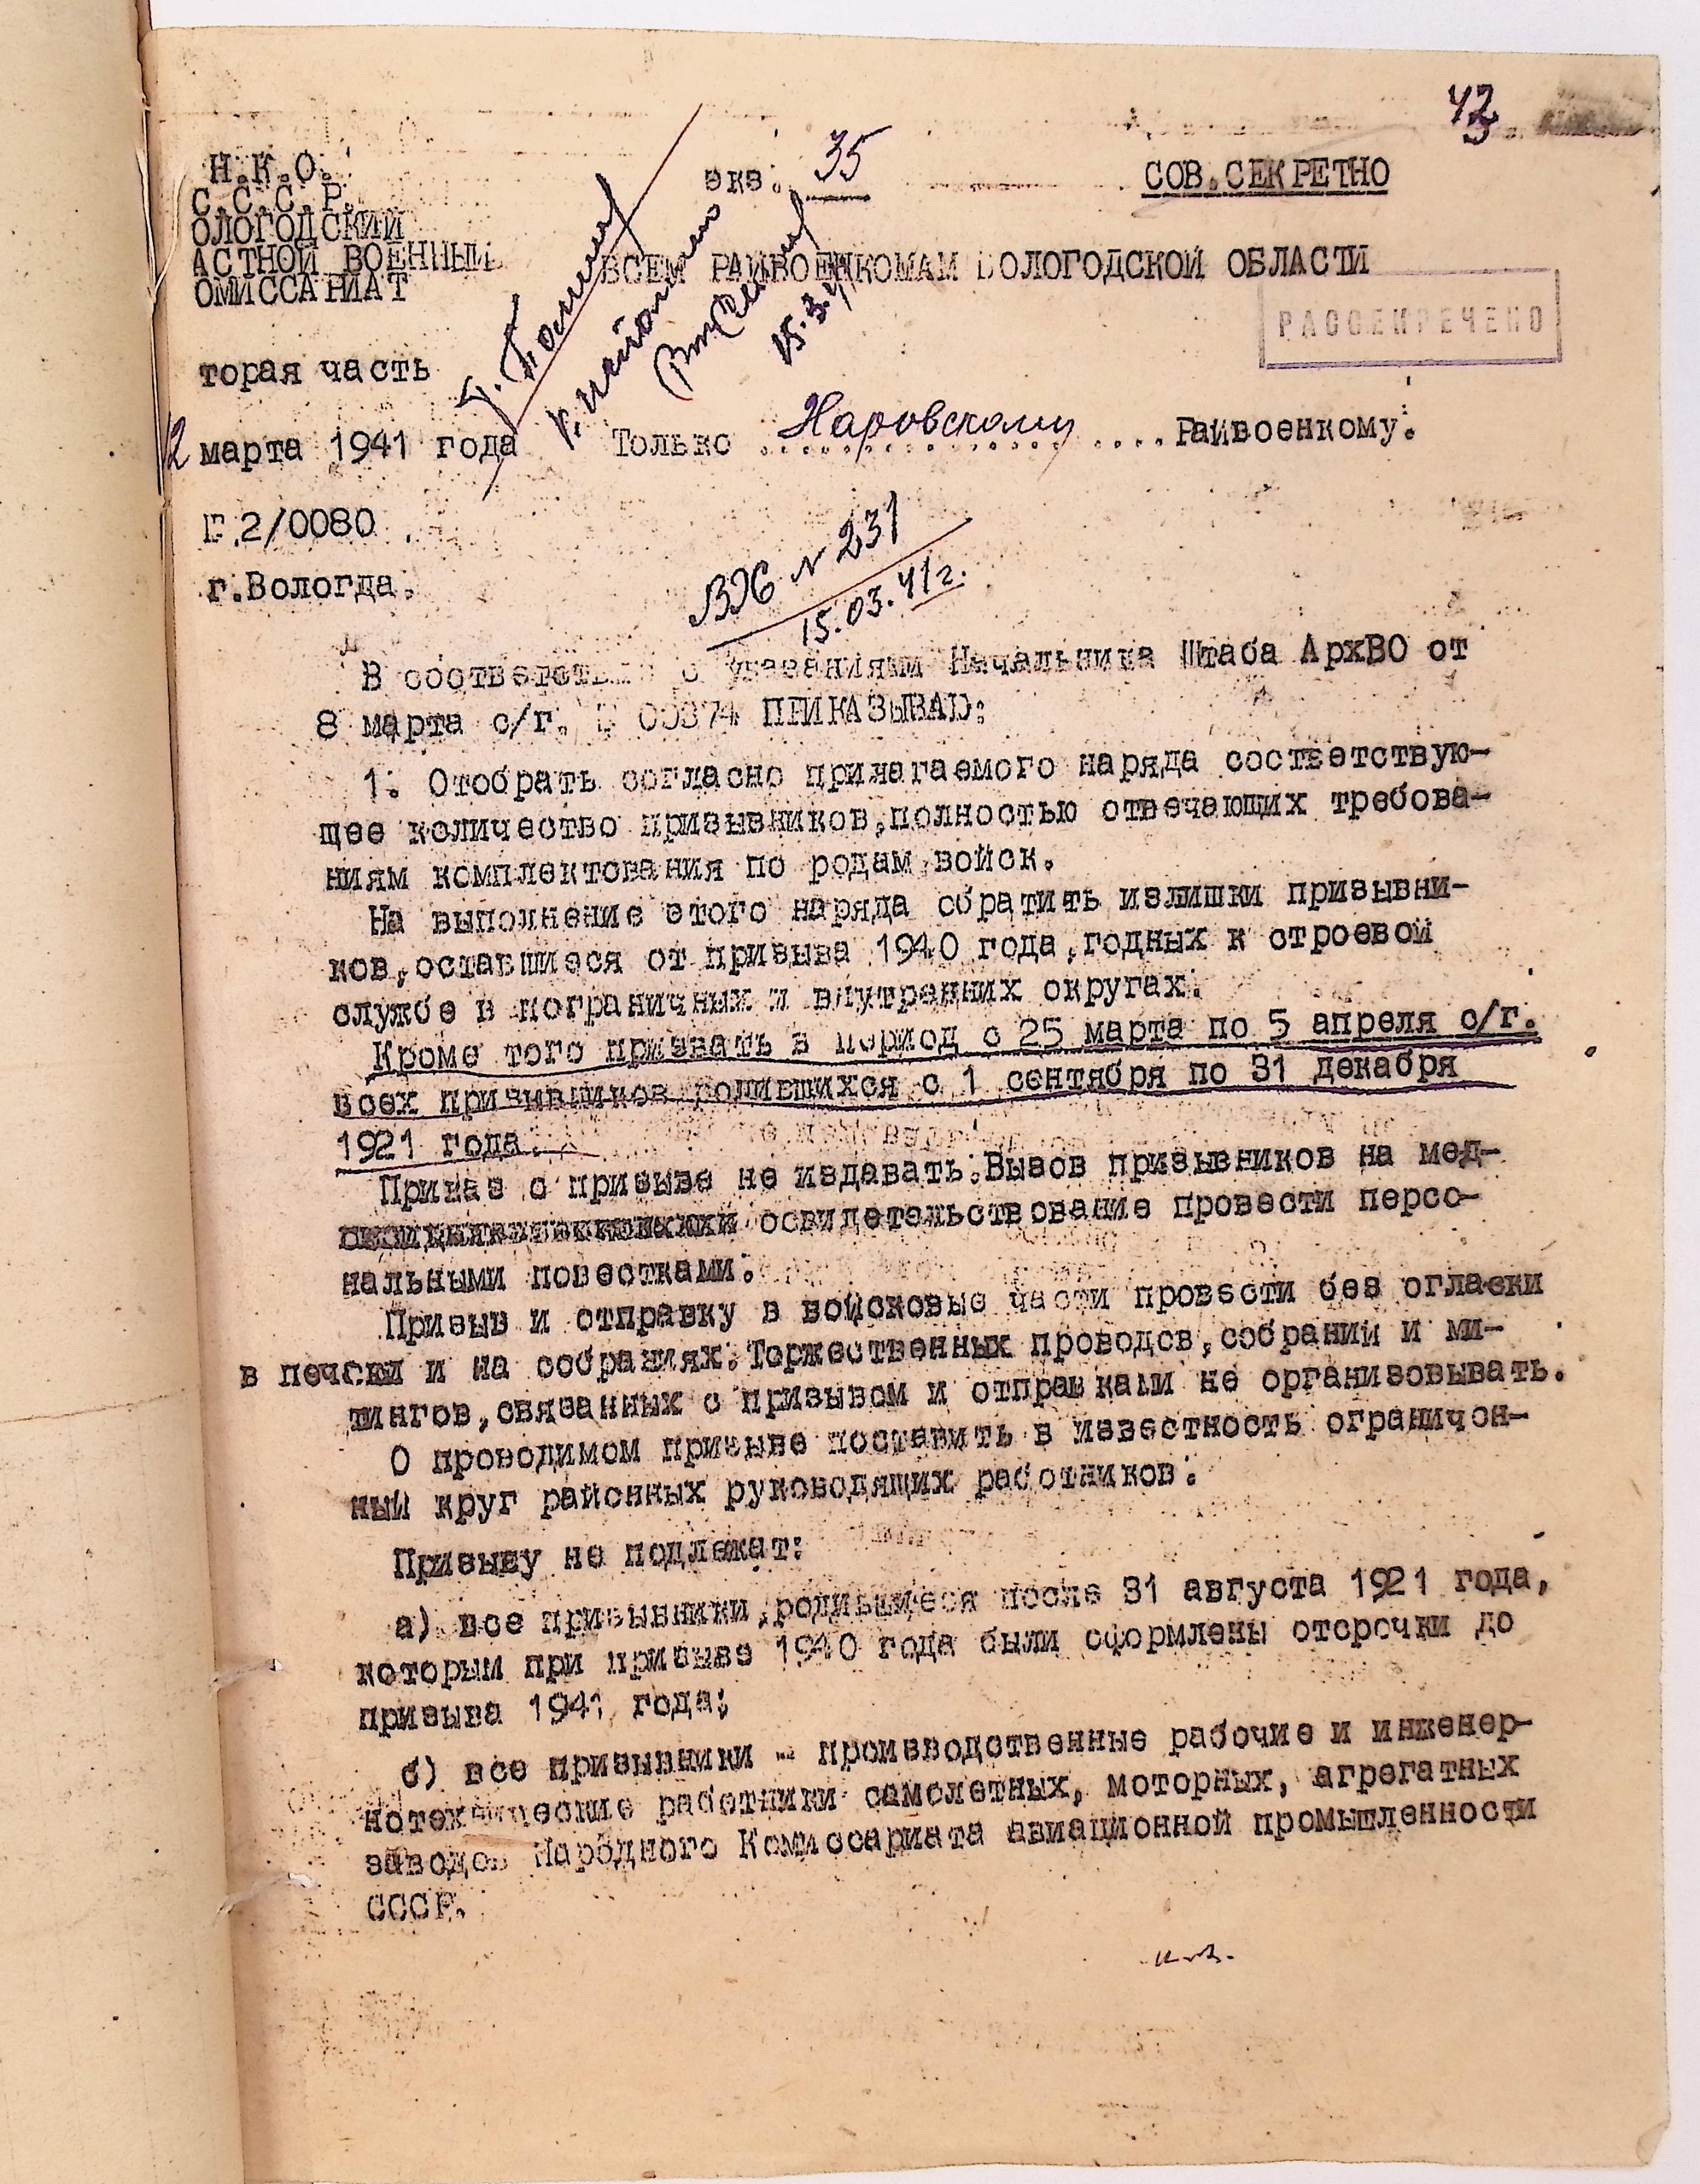 42
Н.К.О.
С.С.С.Р.
ОЛОГОДСКИЙ
АСТНОЙ ВОЕННЫЙ
ОМИССАРИАТ
экз. 35
СОВ.СЕКРЕТНО
ВСЕМ РАЙВОЕНКОМАМ ВОЛОГОДСКОЙ ОБЛАСТИ
РАССЕКРЕЧЕНО
15.3.41
торая часть
12 марта 1941 года
Только Наровскому .... Райвоенкому.
2/0080
г.Вологда.
ВХ N 231
15.03.41г.
В соответствии с указаниями Начальника Штаба АрхВО от
8 марта с/г. 00374 ПРИКАЗЫВАЮ:
1. Отобрать согласно прилагаемого наряда соответствую-
щее количество призывников,полностью отвечающих требова-
ниям комплектования по родам войск.
На выполнение этого наряда обратить излишки призывни-
ков,оставшиеся от призыва 1940 года,годных к строевой
службе в пограничных и внутренних округах.
Кроме того призвать в период с 25 марта по 5 апреля с/г.
всех призывников родившихся с 1 сентября по 31 декабря
1921 года.
Приказ о призыве не издавать.Вызов призывников на мед-
освидетельствование провести персо-
нальными повестками.
Призыв и отправку в войсковые части провести без огласки
в печати и на собраниях.Торжественных проводов,собраний и ми-
тингов,связанных с призывом и отправками не организовывать.
О проводимом призыве поставить в известность ограничен-
ный круг районных руководящих работников.
Призыву не подлежат:
а) все призывники,родившиеся после 31 августа 1921 года,
которым при призыве 1940 года были оформлены отсрочки до
призыва 1941 года;
б) все призывники - производственные рабочие и инженер-
нотехнические работники самолетных, моторных, агрегатных
заводов Народного Комиссариата авиационной промышленности
СССР.